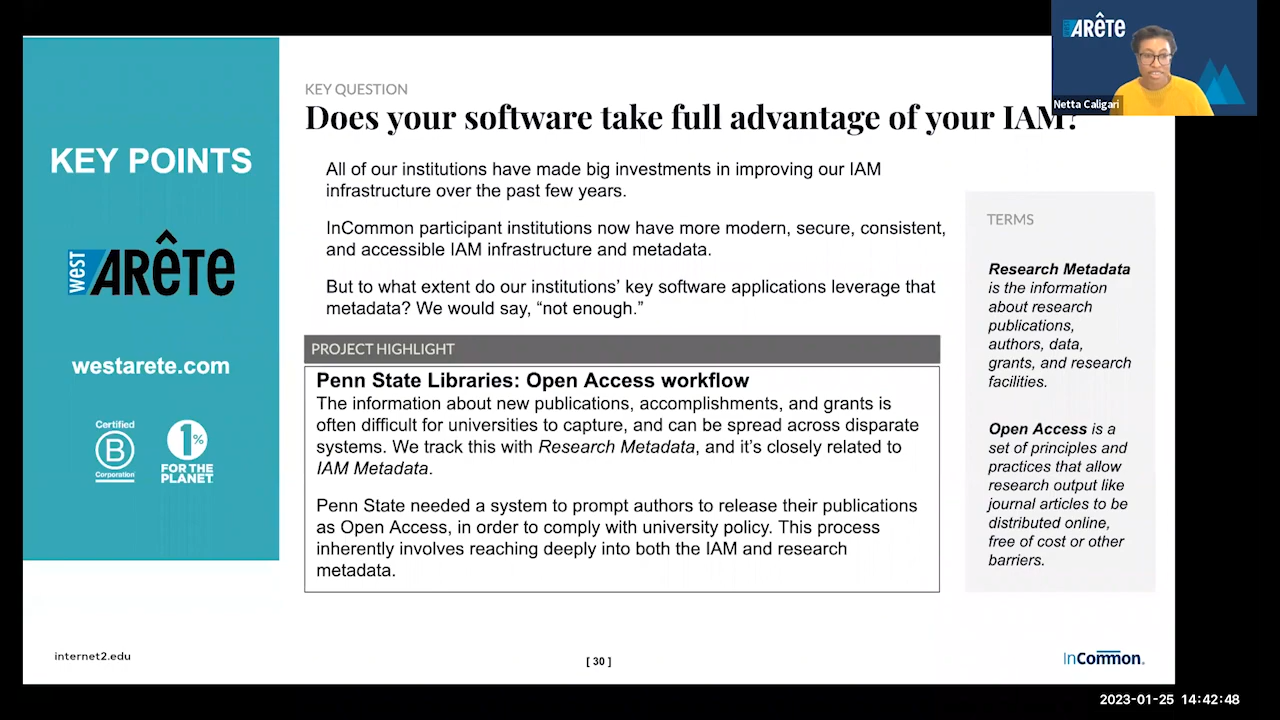 KEY POINTS
west ARÊTE
westarete.com
Certified
B
Corporation
1%
FOR THE
PLANET
KEY QUESTION
Does your software take full advantage of your IAM?
All of our institutions have made big investments in improving our IAM
infrastructure over the past few years.
InCommon participant institutions now have more modern, secure, consistent,
and accessible IAM infrastructure and metadata.
But to what extent do our institutions’ key software applications leverage that
metadata? We would say, “not enough.”
PROJECT HIGHLIGHT
Penn State Libraries: Open Access workflow
The information about new publications, accomplishments, and grants is
often difficult for universities to capture, and can be spread across disparate
systems. We track this with Research Metadata, and it’s closely related to
IAM Metadata.
Penn State needed a system to prompt authors to release their publications
as Open Access, in order to comply with university policy. This process
inherently involves reaching deeply into both the IAM and research
metadata.
TERMS
Research Metadata
is the information
about research
publications,
authors, data,
grants, and research
facilities.
Open Access is a
set of principles and
practices that allow
research output like
journal articles to be
distributed online,
free of cost or other
barriers.
ARÊTE
Netta Caligari
internet2.edu
[ 30 ]
InCommon.
2023-01-25 14:42:48